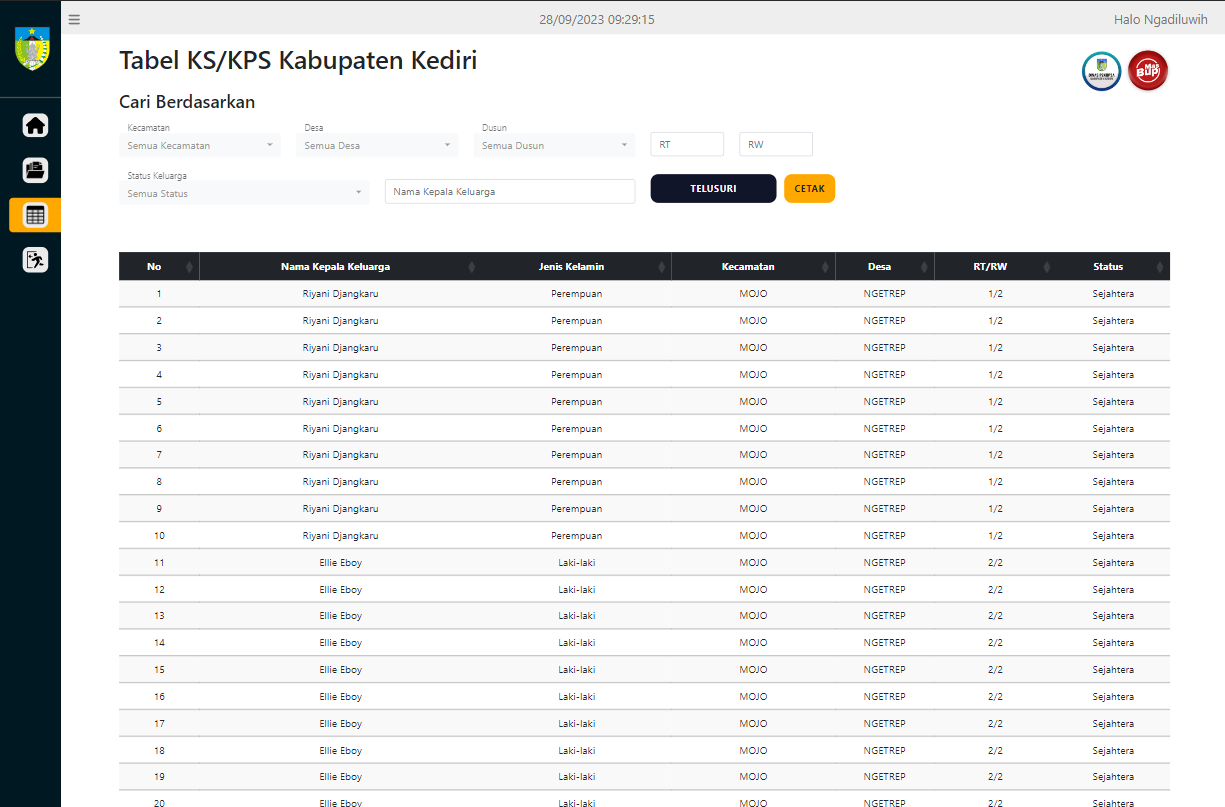 28/09/2023 09:29:15 Halo Ngadiluwih
Tabel KS/KPS Kabupaten Kediri
Cari Berdasarkan
Kecamatan Desa Dusun
Semua Kecamatan Semua Desa Semua Dusun RT RW
Status Keluarga
Semua Status Nama Kepala Keluarga TELUSURI CETAK
No Nama Kepala Keluarga Jenis Kelamin Kecamatan Desa RT/RW Status
1 Riyani Djangkaru Perempuan MOJO NGETREP 1/2 Sejahtera
2 Riyani Djangkaru Perempuan MOJO NGETREP 1/2 Sejahtera
3 Riyani Djangkaru Perempuan MOJO NGETREP 1/2 Sejahtera
4 Riyani Djangkaru Perempuan MOJO NGETREP 1/2 Sejahtera
5 Riyani Djangkaru Perempuan MOJO NGETREP 1/2 Sejahtera
6 Riyani Djangkaru Perempuan MOJO NGETREP 1/2 Sejahtera
7 Riyani Djangkaru Perempuan MOJO NGETREP 1/2 Sejahtera
8 Riyani Djangkaru Perempuan MOJO NGETREP 1/2 Sejahtera
9 Riyani Djangkaru Perempuan MOJO NGETREP 1/2 Sejahtera
10 Riyani Djangkaru Perempuan MOJO NGETREP 1/2 Sejahtera
11 Ellie Eboy Laki-laki MOJO NGETREP 2/2 Sejahtera
12 Ellie Eboy Laki-laki MOJO NGETREP 2/2 Sejahtera
13 Ellie Eboy Laki-laki MOJO NGETREP 2/2 Sejahtera
14 Ellie Eboy Laki-laki MOJO NGETREP 2/2 Sejahtera
15 Ellie Eboy Laki-laki MOJO NGETREP 2/2 Sejahtera
16 Ellie Eboy Laki-laki MOJO NGETREP 2/2 Sejahtera
17 Ellie Eboy Laki-laki MOJO NGETREP 2/2 Sejahtera
18 Ellie Eboy Laki-laki MOJO NGETREP 2/2 Sejahtera
19 Ellie Eboy Laki-laki MOJO NGETREP 2/2 Sejahtera
20 Ellie Eboy Laki-laki MOJO NGETREP 2/2 Sejahtera